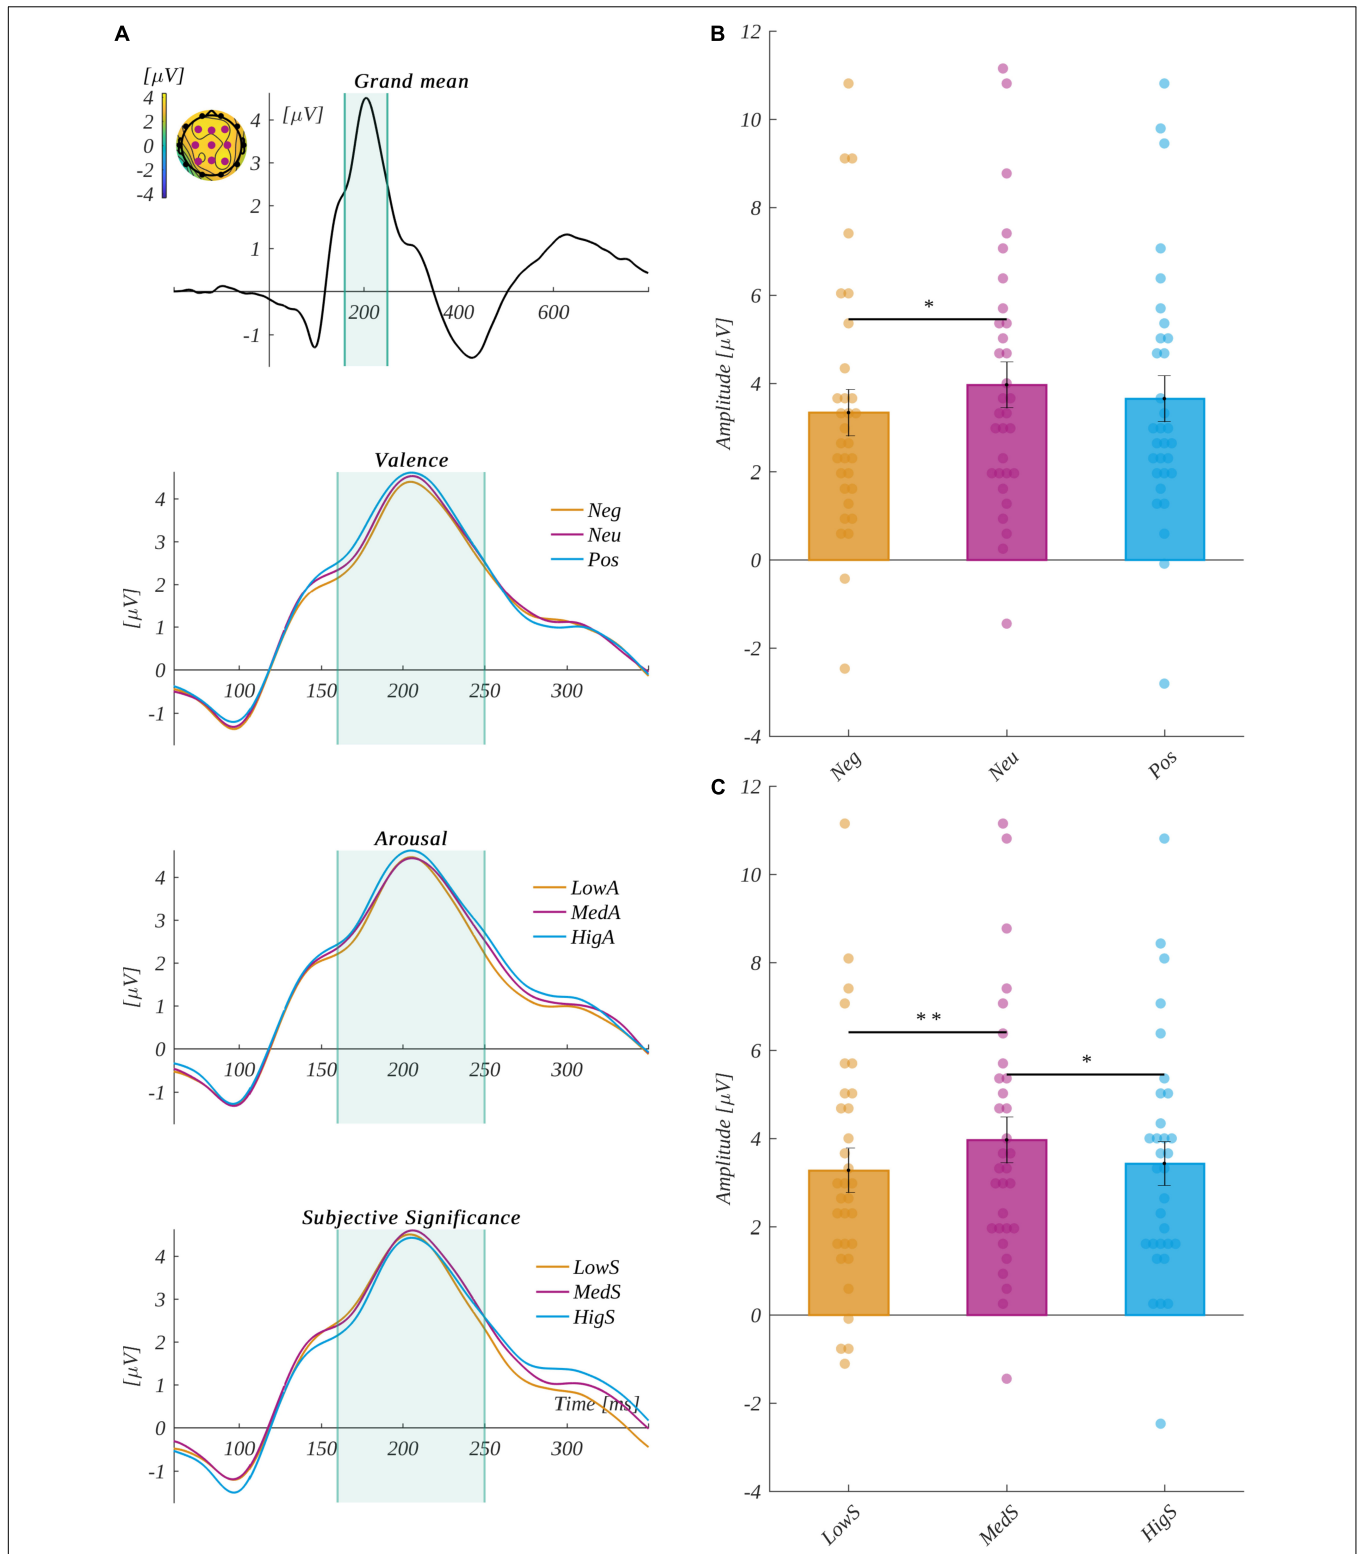 A
[μV]
4
2
0
-2
-4
Grand mean
[μV]
4
3
2
1
-1
200
400
600
Valence
4
3
2
1
0
-1
[μV]
Neg
Neu
Pos
100
150
200
250
300
Arousal
4
3
2
1
0
-1
[μV]
LowA
MedA
HigA
100
150
200
250
300
Subjective Significance
4
3
2
1
0
-1
[μV]
LowS
MedS
HigS
Time [ms]
100
150
200
250
300
B
12
10
8
6
4
2
0
-2
-4
Amplitude [μV]
*
Neg
Neu
Pos
C
12
10
8
6
4
2
0
-2
-4
Amplitude [μV]
* *
*
LowS
MedS
HigS